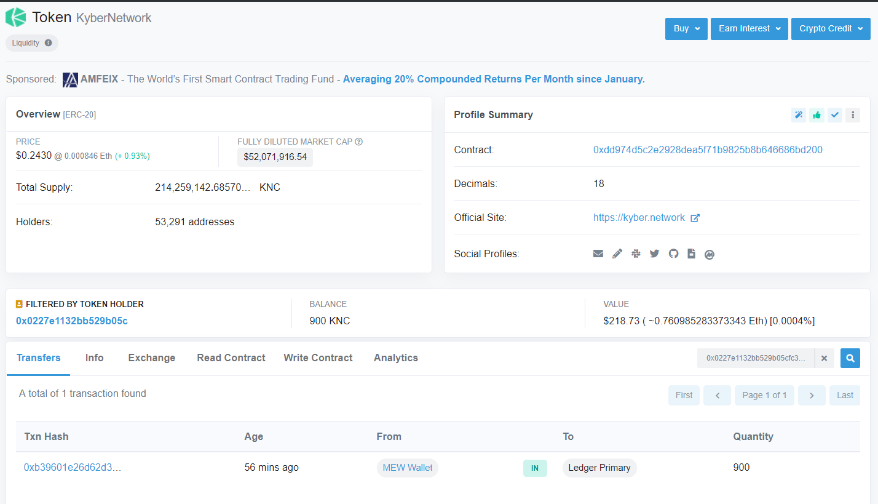 Token KyberNetwork
Liquidity
Buy
Earn Interest
Crypto Credit
Sponsored: AMFEIX - The World's First Smart Contract Trading Fund - Averaging 20% Compounded Returns Per Month since January.
Overview [ERC-20]
PRICE
$0.2430 @ 0.000846 Eth (+ 0.93%)
FULLY DILUTED MARKET CAP
$52,071,916.54
Total Supply: 214,259,142.68570... KNC
Holders: 53,291 addresses
Profile Summary
Contract: 0xdd974d5c2e2928dea5f71b9825b8b646686bd200
Decimals: 18
Official Site: https://kyber.network
Social Profiles:
FILTERED BY TOKEN HOLDER
0x0227e1132bb529b05c
BALANCE
900 KNC
VALUE
$218.73 ( ~0.760985283373343 Eth) [0.0004%]
Transfers Info Exchange Read Contract Write Contract Analytics
0x0227e1132bb529b05cfc3...
A total of 1 transaction found
First Page 1 of 1 Last
Txn Hash Age From To Quantity
0xb39601e26d62d3... 56 mins ago MEW Wallet IN Ledger Primary 900